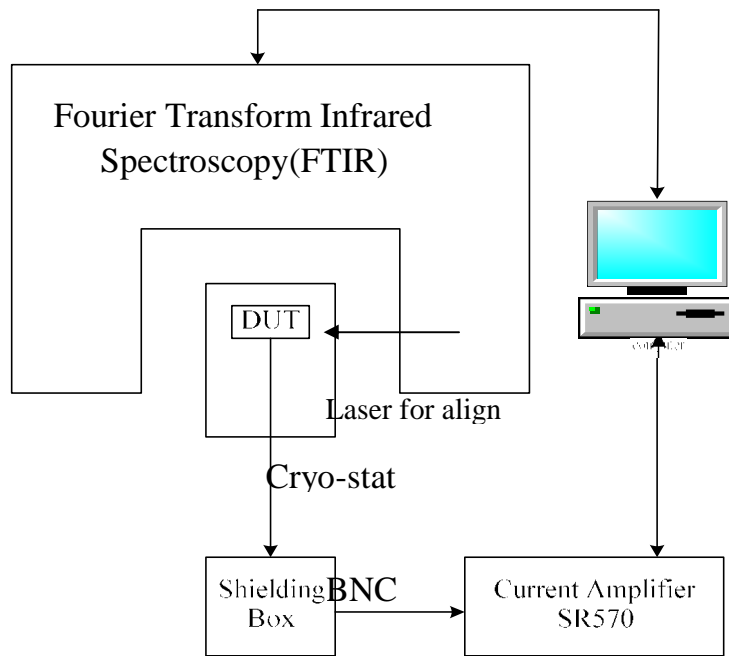 Fourier Transform Infrared
Spectroscopy(FTIR)
DUT
Laser for align
Cryo-stat
Shielding
Box
BNC
Current Amplifier
SR570